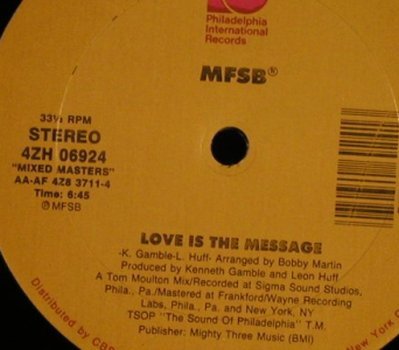 Philadelphia
International
Records
MFSB®
33⅓ RPM
STEREO
4ZH 06924
"MIXED MASTERS"
AA-AF 4Z8 3711-4
Time: 6:45
℗ MFSB
LOVE IS THE MESSAGE
-K. Gamble-L. Huff- Arranged by Bobby Martin
Produced by Kenneth Gamble and Leon Huff
A Tom Moulton Mix/Recorded at Sigma Sound Studios,
Phila., Pa./Mastered at Frankford/Wayne Recording
Labs, Phila., Pa. and New York, NY
TSOP "The Sound Of Philadelphia" T.M.
Publisher: Mighty Three Music (BMI)
Distributed by CBS
New York